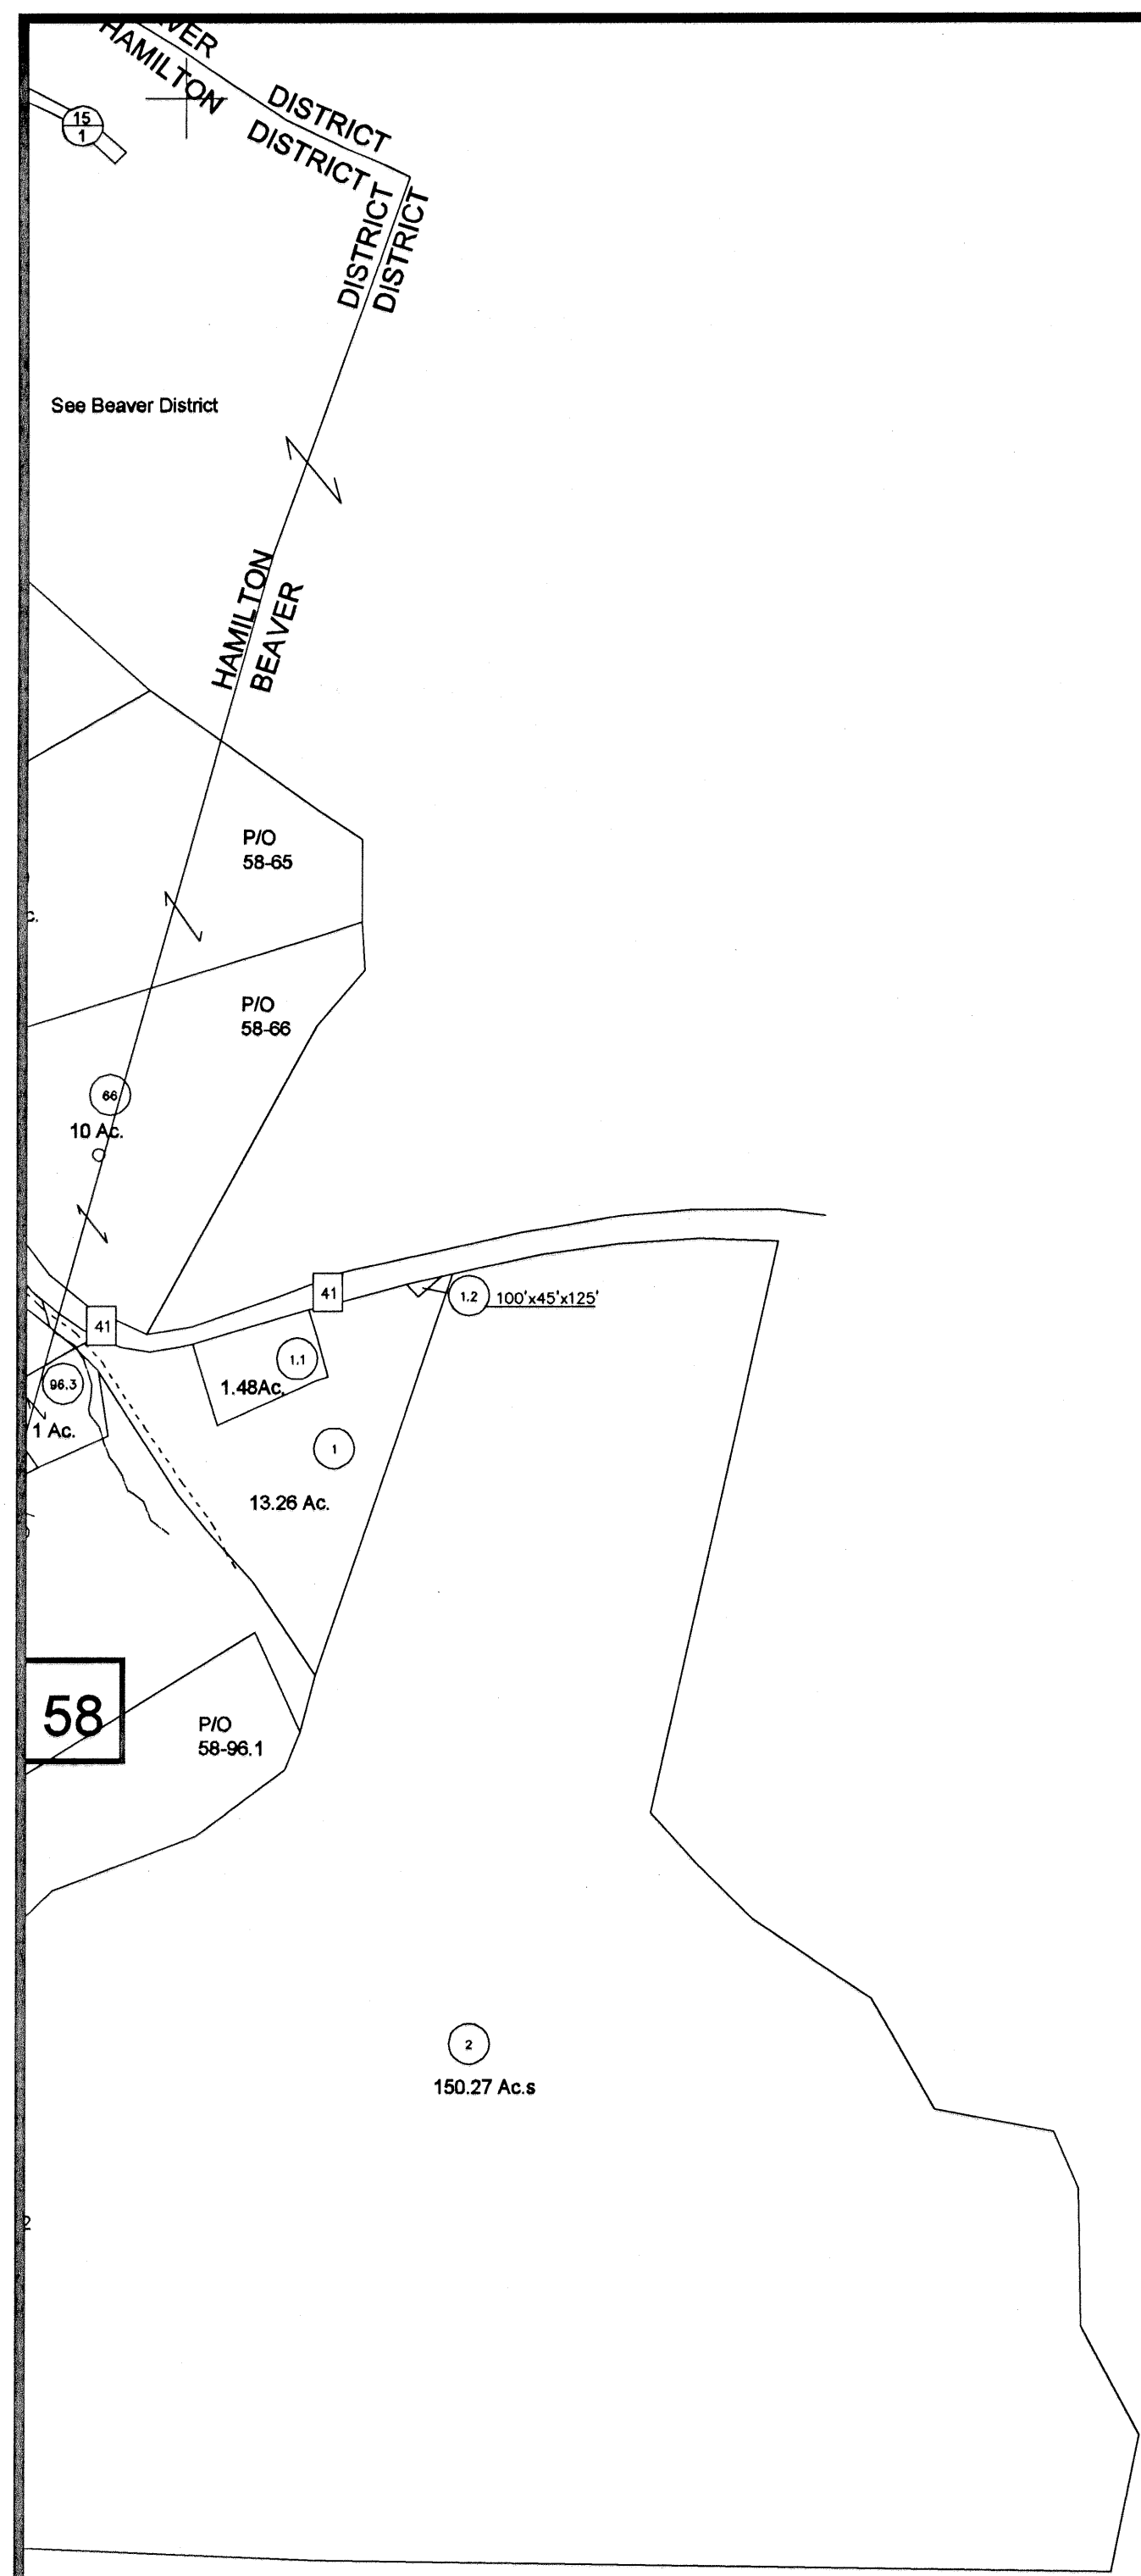 HAMILTON
DISTRICT
DISTRICT
15
1
DISTRICT
DISTRICT
See Beaver District
HAMILTON
BEAVER
P/O
58-65
P/O
58-66
66
10 Ac.
41
1.2 100'x45'x125'
41
1.1
1.48Ac.
96.3
1 Ac.
1
13.26 Ac.
58
P/O
58-96.1
2
150.27 Ac.s